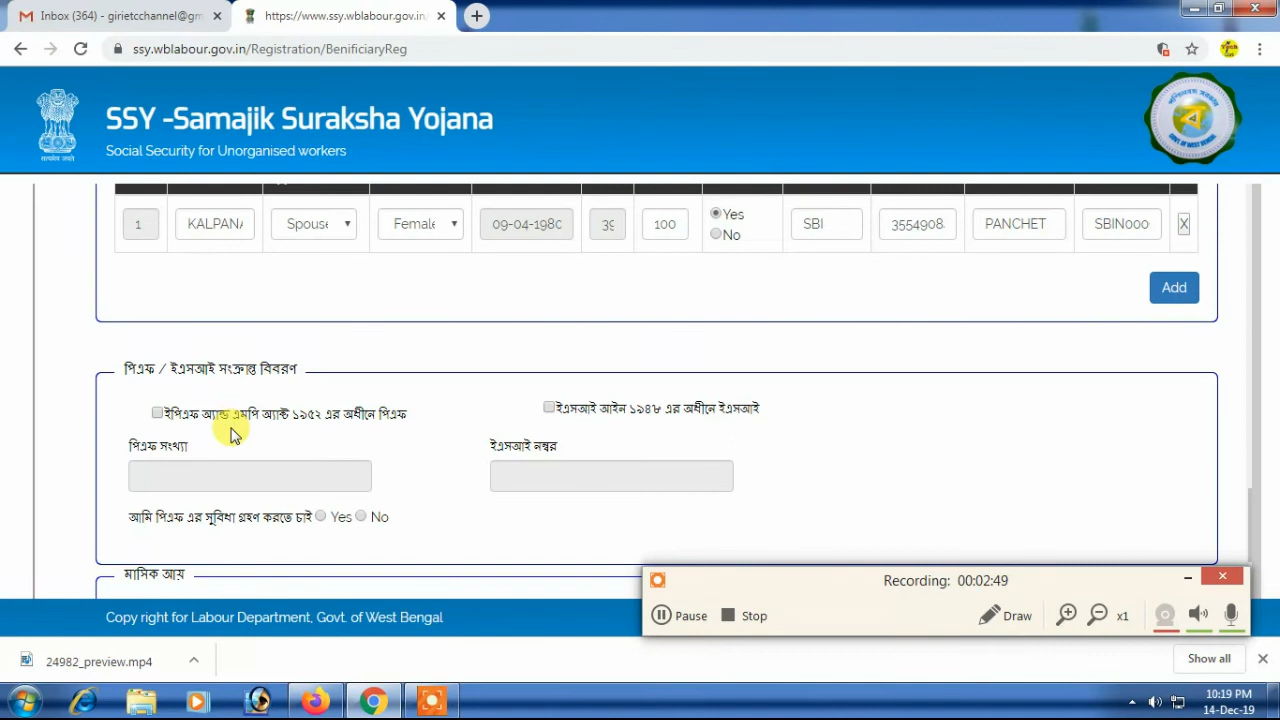 Inbox (364) - girietcchannel@gm
https://www.ssy.wblabour.gov.in/
ssy.wblabour.gov.in/Registration/BenificiaryReg
SSY -Samajik Suraksha Yojana
Social Security for Unorganised workers
1 KALPANA Spouse Female 09-04-1980 39 100 Yes No SBI 3554908 PANCHET SBIN000 X
Add
পিএফ / ইএসআই সংক্রান্ত বিবরণ
ইপিএফ অ্যান্ড এমপি অ্যাক্ট ১৯৫২ এর অধীনে পিএফ
ইএসআই আইন ১৯৪৮ এর অধীনে ইএসআই
পিএফ সংখ্যা
ইএসআই নম্বর
আমি পিএফ এর সুবিধা গ্রহণ করতে চাই Yes No
মাসিক আয়
Recording: 00:02:49
Pause Stop Draw x1
Copy right for Labour Department, Govt. of West Bengal
24982_preview.mp4
Show all
10:19 PM
14-Dec-19